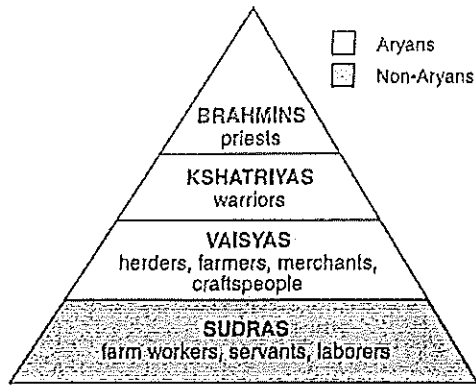 Aryans
Non-Aryans
BRAHMINS
priests
KSHATRIYAS
warriors
VAISYAS
herders, farmers, merchants,
craftspeople
SUDRAS
farm workers, servants, laborers